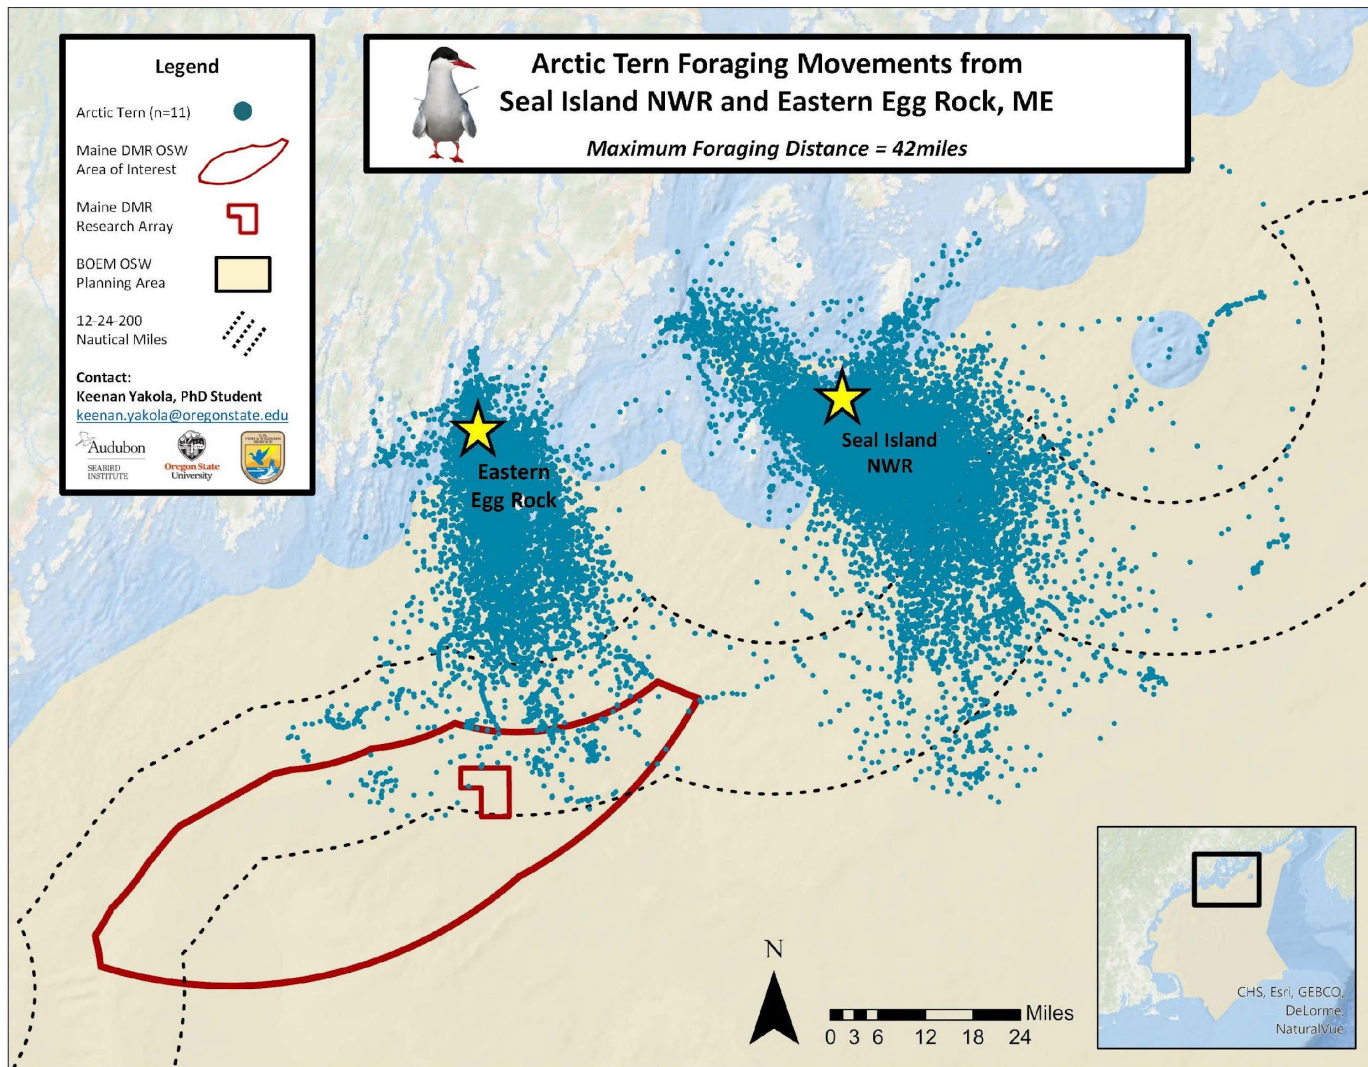 Legend
Arctic Tern (n=11)
Maine DMR OSW
Area of Interest
Maine DMR
Research Array
BOEM OSW
Planning Area
12-24-200
Nautical Miles
Contact:
Keenan Yakola, PhD Student
keenan.yakola@oregonstate.edu
Audubon
SEABIRD
INSTITUTE
Oregon State
University
Arctic Tern Foraging Movements from
Seal Island NWR and Eastern Egg Rock, ME
Maximum Foraging Distance = 42miles
Eastern
Egg Rock
Seal Island
NWR
N
Miles
0 3 6 12 18 24
CHS, Esri, GEBCO,
DeLorme,
NaturalVue